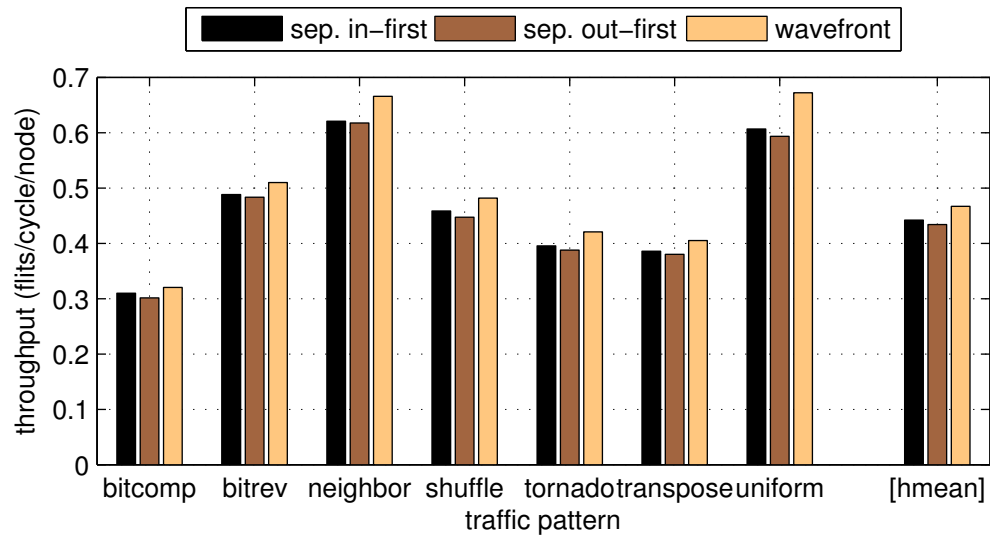 sep. in−first sep. out−first wavefront
throughput (flits/cycle/node)
0.7
0.6
0.5
0.4
0.3
0.2
0.1
0
bitcomp bitrev neighbor shuffle tornado transpose uniform [hmean]
traffic pattern